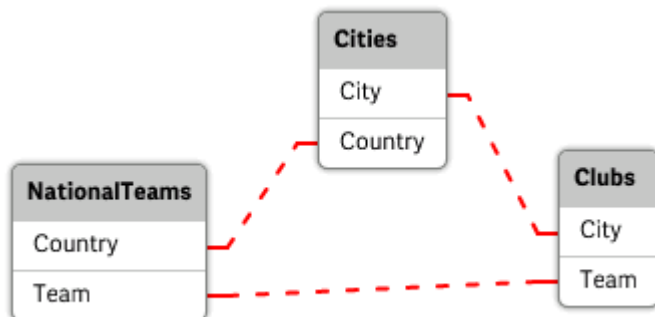 Cities
City
Country
NationalTeams
Country
Team
Clubs
City
Team